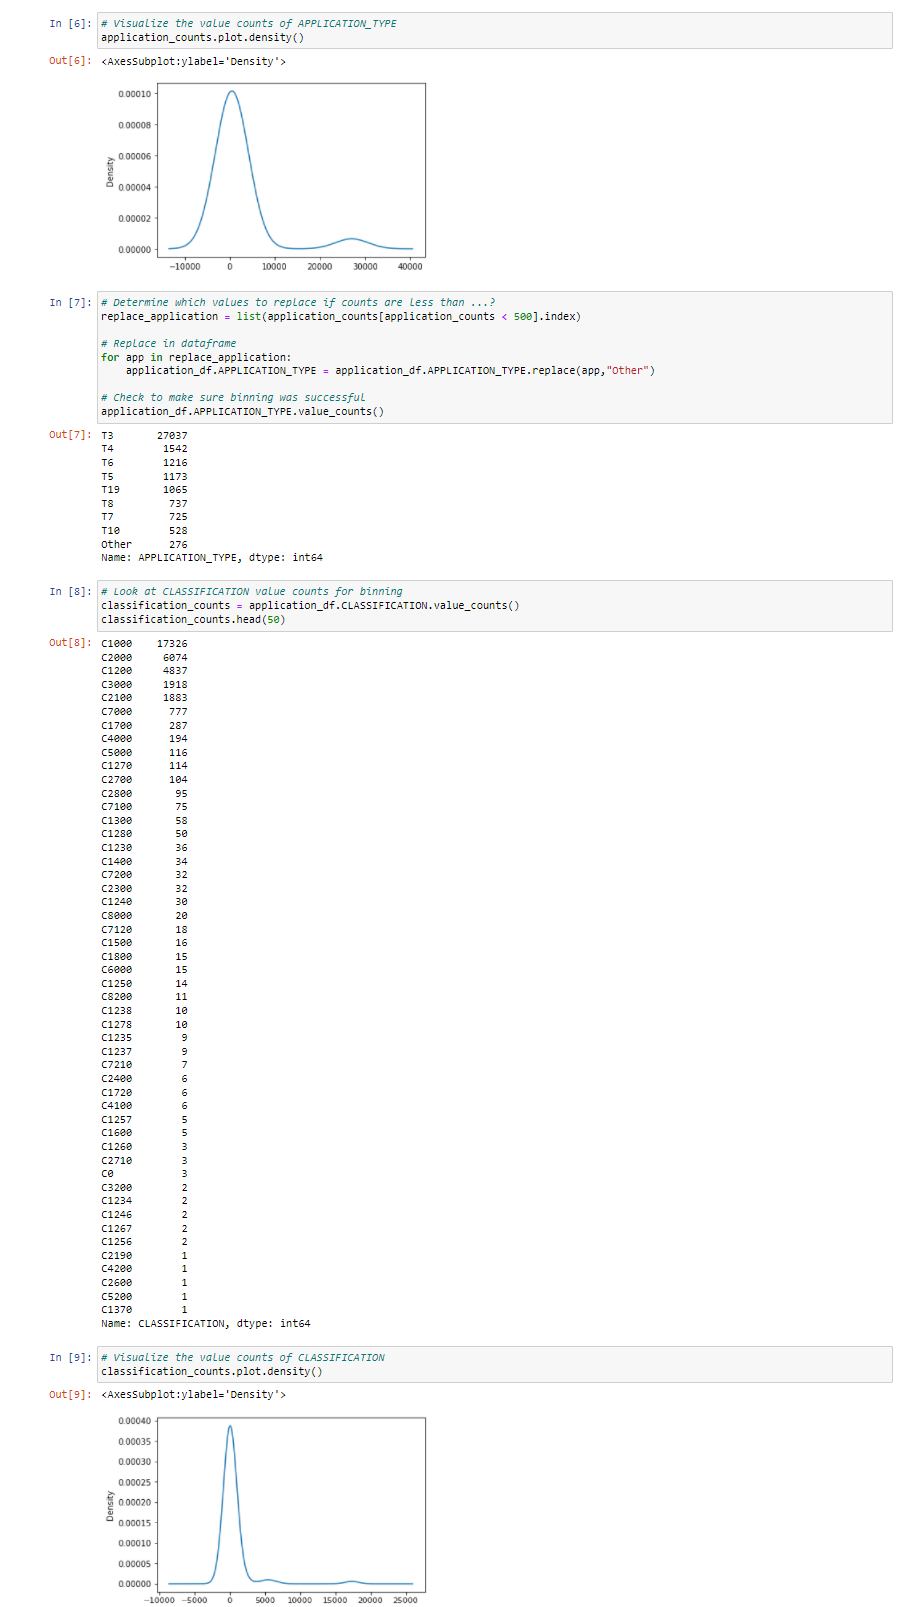 In [6]: # Visualize the value counts of APPLICATION_TYPE
application_counts.plot.density()
Out[6]: <AxesSubplot:ylabel='Density'>
0.00010
0.00008
0.00006
0.00004
0.00002
0.00000
Density
−10000 0 10000 20000 30000 40000
In [7]: # Determine which values to replace if counts are less than ...?
replace_application = list(application_counts[application_counts < 500].index)
# Replace in dataframe
for app in replace_application:
application_df.APPLICATION_TYPE = application_df.APPLICATION_TYPE.replace(app,"Other")
# Check to make sure binning was successful
application_df.APPLICATION_TYPE.value_counts()
Out[7]: T3 27037
T4 1542
T6 1216
T5 1173
T19 1065
T8 737
T7 725
T10 528
Other 276
Name: APPLICATION_TYPE, dtype: int64
In [8]: # Look at CLASSIFICATION value counts for binning
classification_counts = application_df.CLASSIFICATION.value_counts()
classification_counts.head(50)
Out[8]: C1000 17326
C2000 6074
C1200 4837
C3000 1918
C2100 1883
C7000 777
C1700 287
C4000 194
C5000 116
C1270 114
C2700 104
C2800 95
C7100 75
C1300 58
C1280 50
C1230 36
C1400 34
C7200 32
C2300 32
C1240 30
C8000 20
C7120 18
C1500 16
C1800 15
C6000 15
C1250 14
C8200 11
C1238 10
C1278 10
C1235 9
C1237 9
C7210 7
C2400 6
C1720 6
C4100 6
C1257 5
C1600 5
C1260 3
C2710 3
C0 3
C3200 2
C1234 2
C1246 2
C1267 2
C1256 2
C2190 1
C4200 1
C2600 1
C5200 1
C1370 1
Name: CLASSIFICATION, dtype: int64
In [9]: # Visualize the value counts of CLASSIFICATION
classification_counts.plot.density()
Out[9]: <AxesSubplot:ylabel='Density'>
0.00040
0.00035
0.00030
0.00025
0.00020
0.00015
0.00010
0.00005
0.00000
Density
−10000 −5000 0 5000 10000 15000 20000 25000